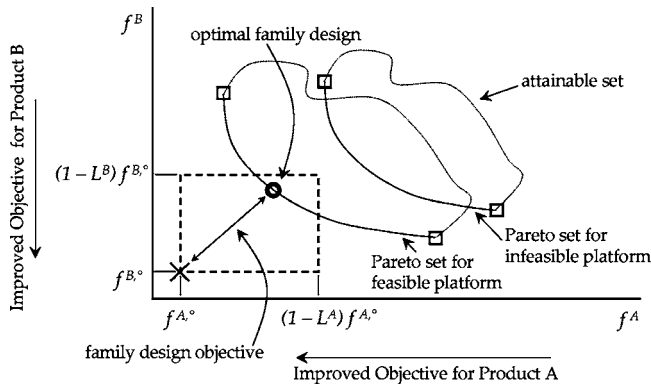 f^B
optimal family design
attainable set
Improved Objective for Product B
(1 – L^B) f^{B,°}
Pareto set for
infeasible platform
Pareto set for
feasible platform
f^{B,°}
f^{A,°}
(1 – L^A) f^{A,°}
f^A
family design objective
Improved Objective for Product A